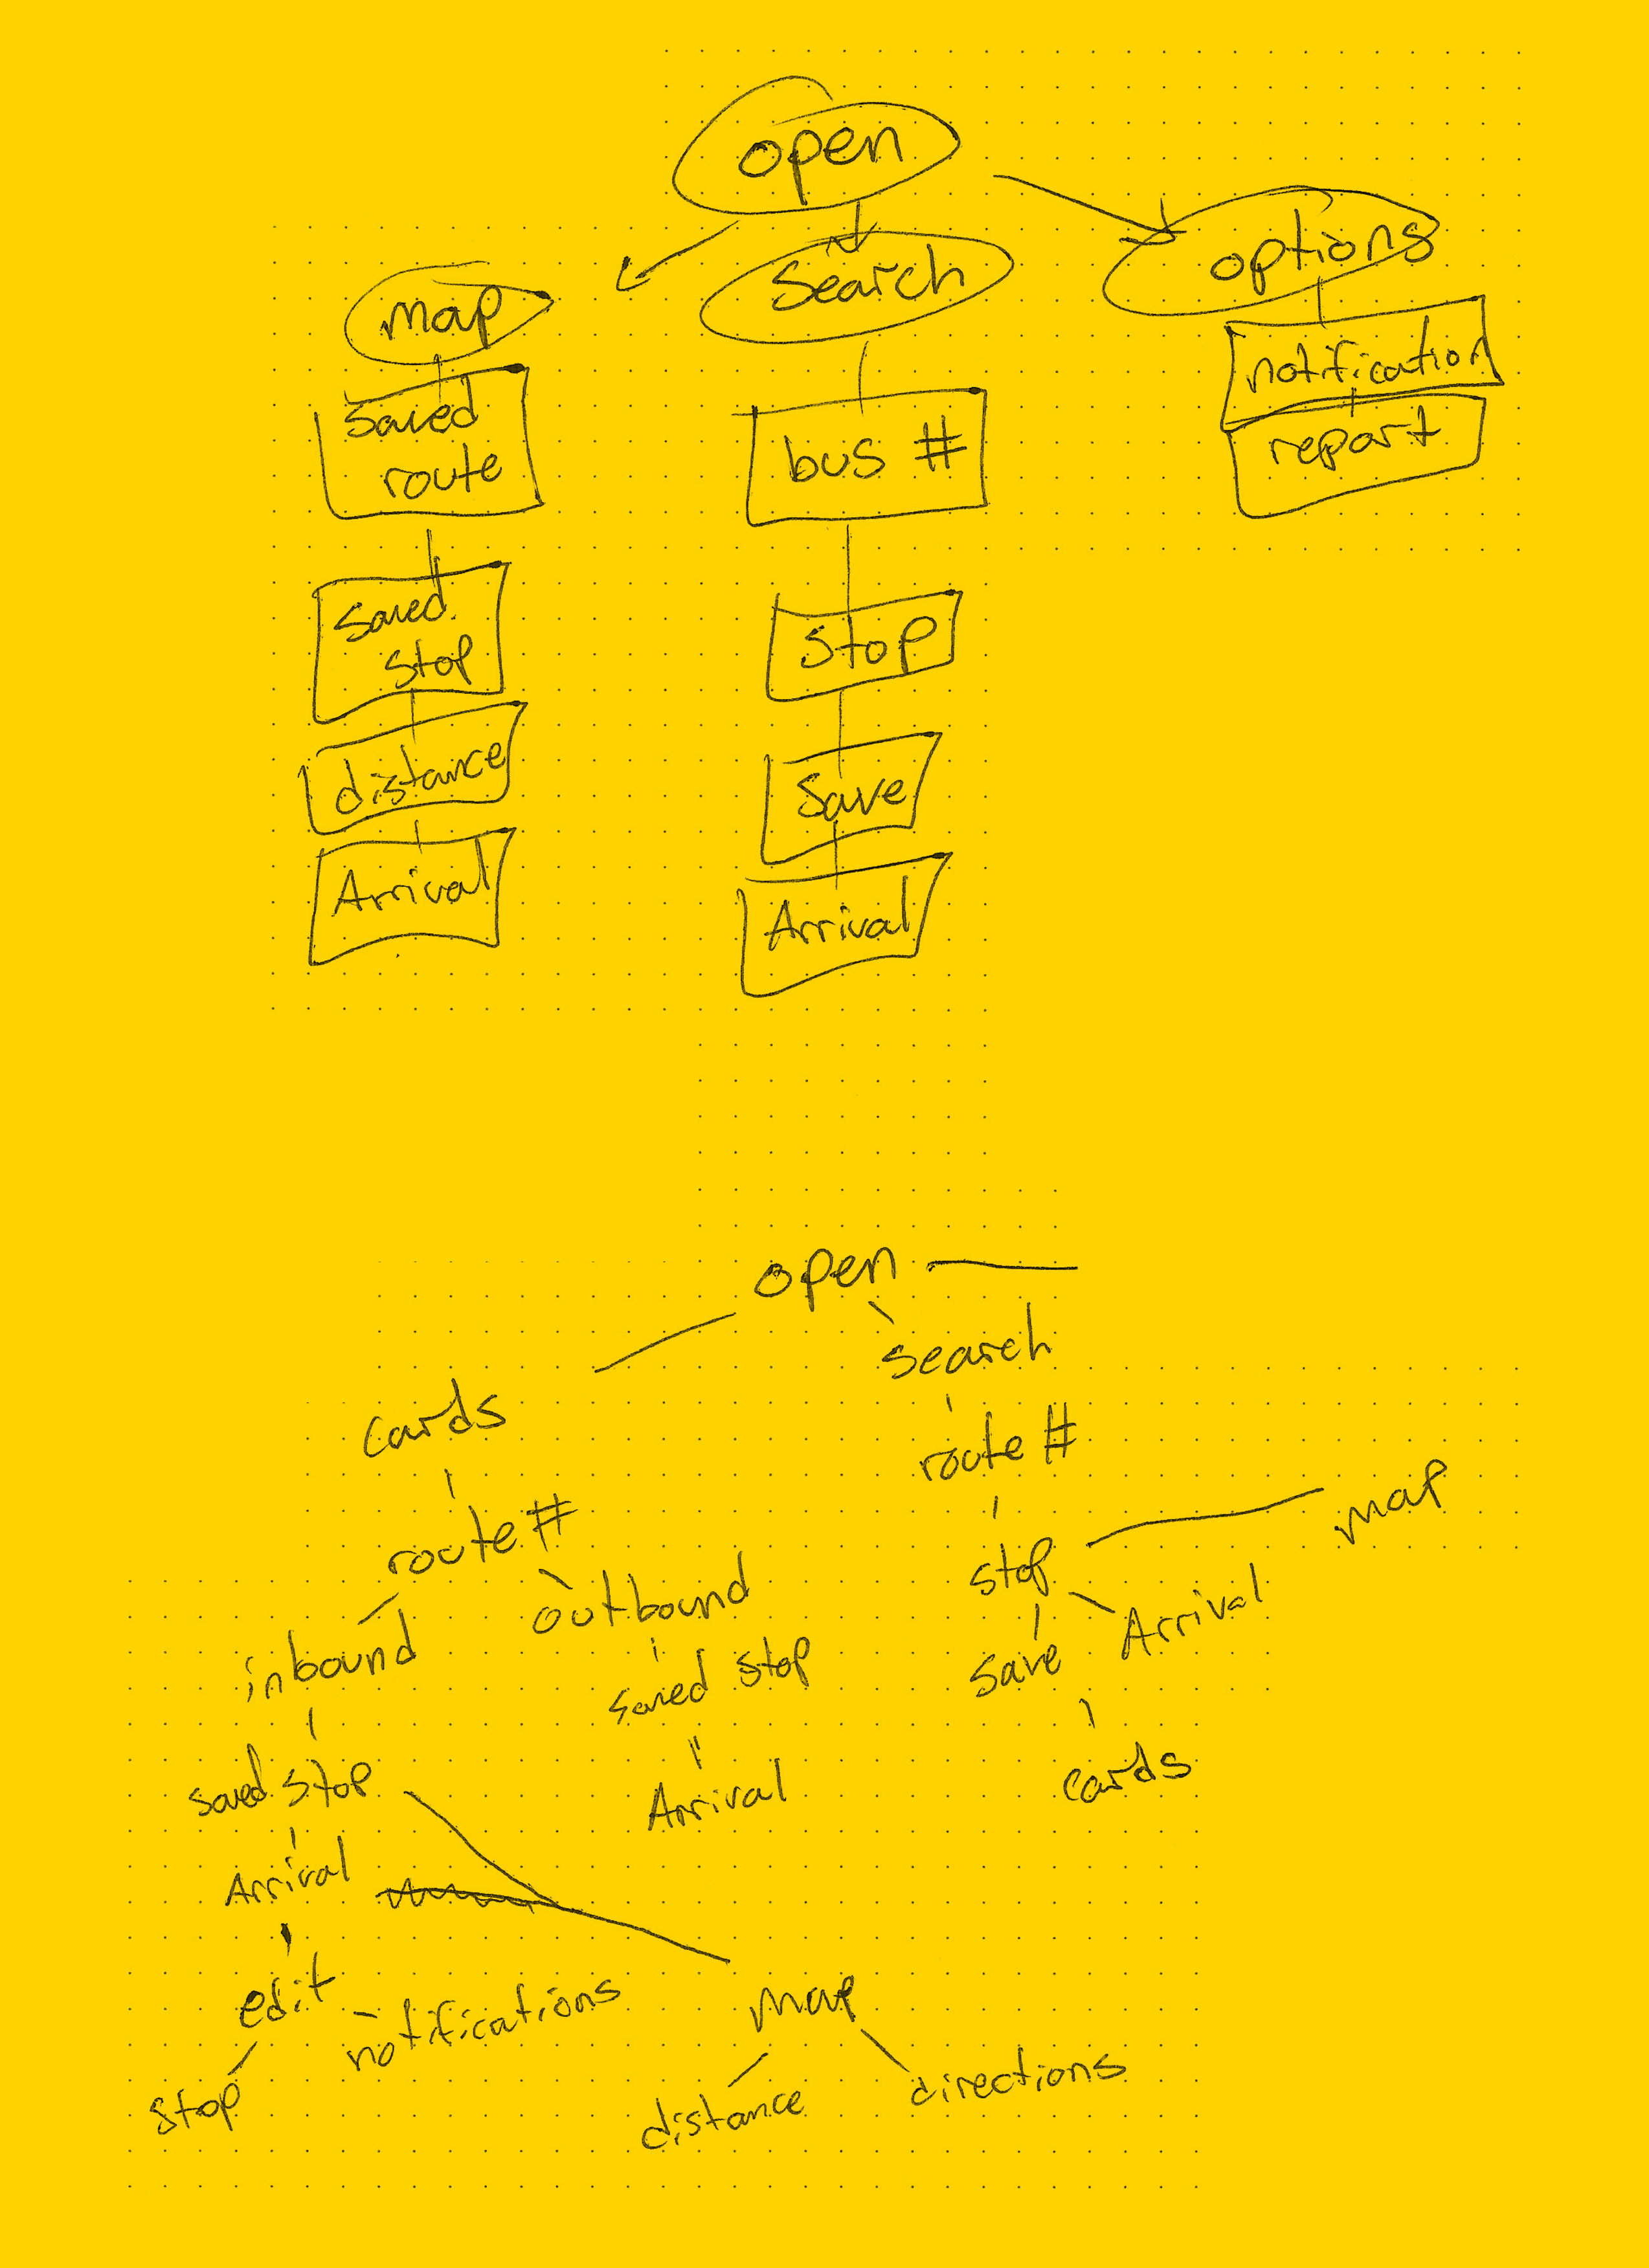 open
map
Search
options
saved
route
bus #
notification
report
saved
stop
stop
distance
Save
Arrival
Arrival
open
search
cards
route #
route #
map
stop
inbound
outbound
Arrival
saved stop
save
saved stop
cards
Arrival
Arrival
edit
notifications
map
stop
distance
directions